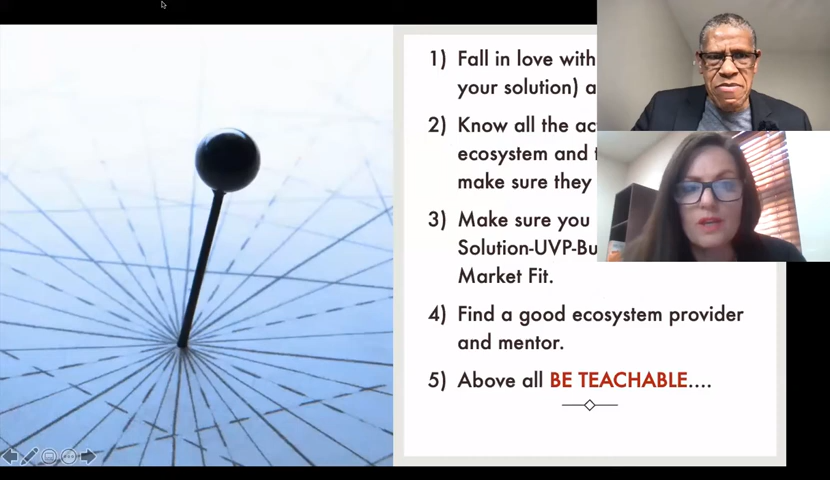 1) Fall in love with
your solution) a
2) Know all the ac
ecosystem and
make sure they
3) Make sure you
Solution-UVP-Bu
Market Fit.
4) Find a good ecosystem provider
and mentor.
5) Above all BE TEACHABLE....